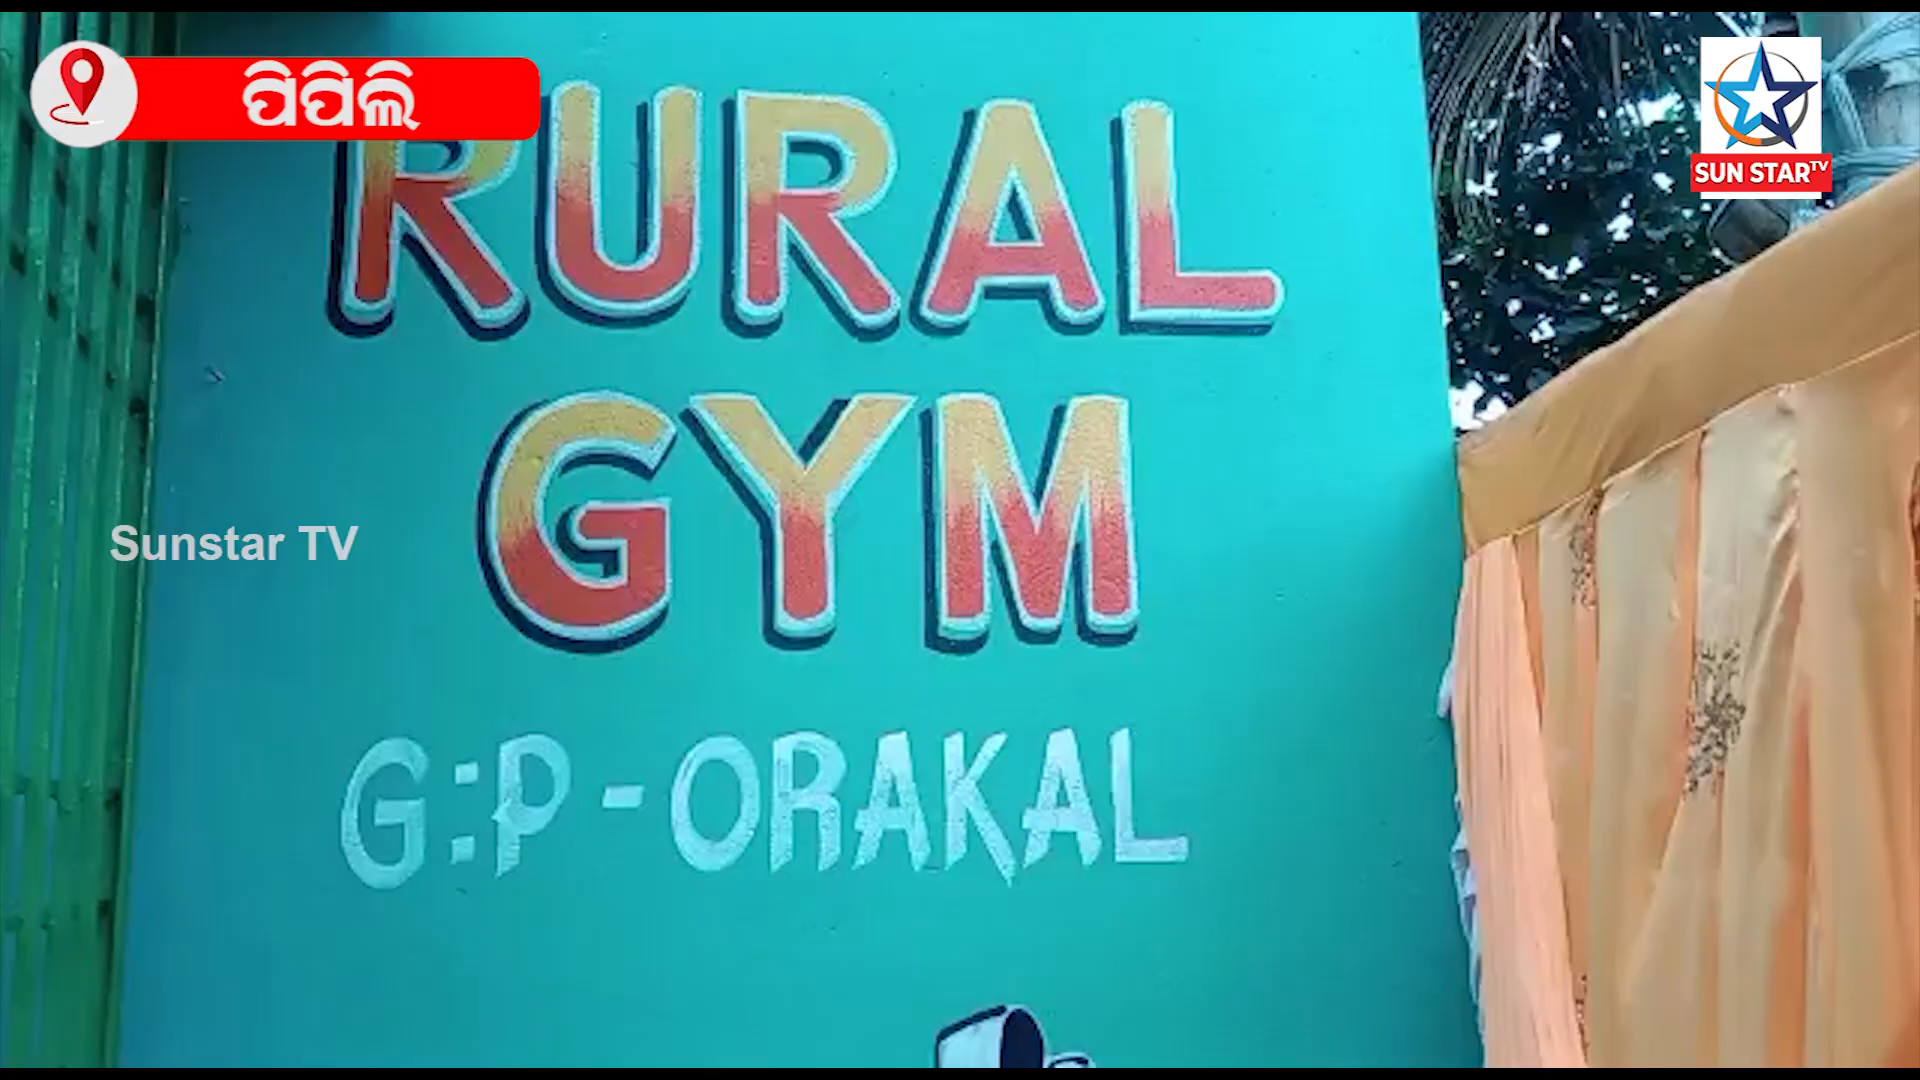 ପିପିଲି
SUN STAR TV
RURAL
GYM
Sunstar TV
G:P - ORAKAL